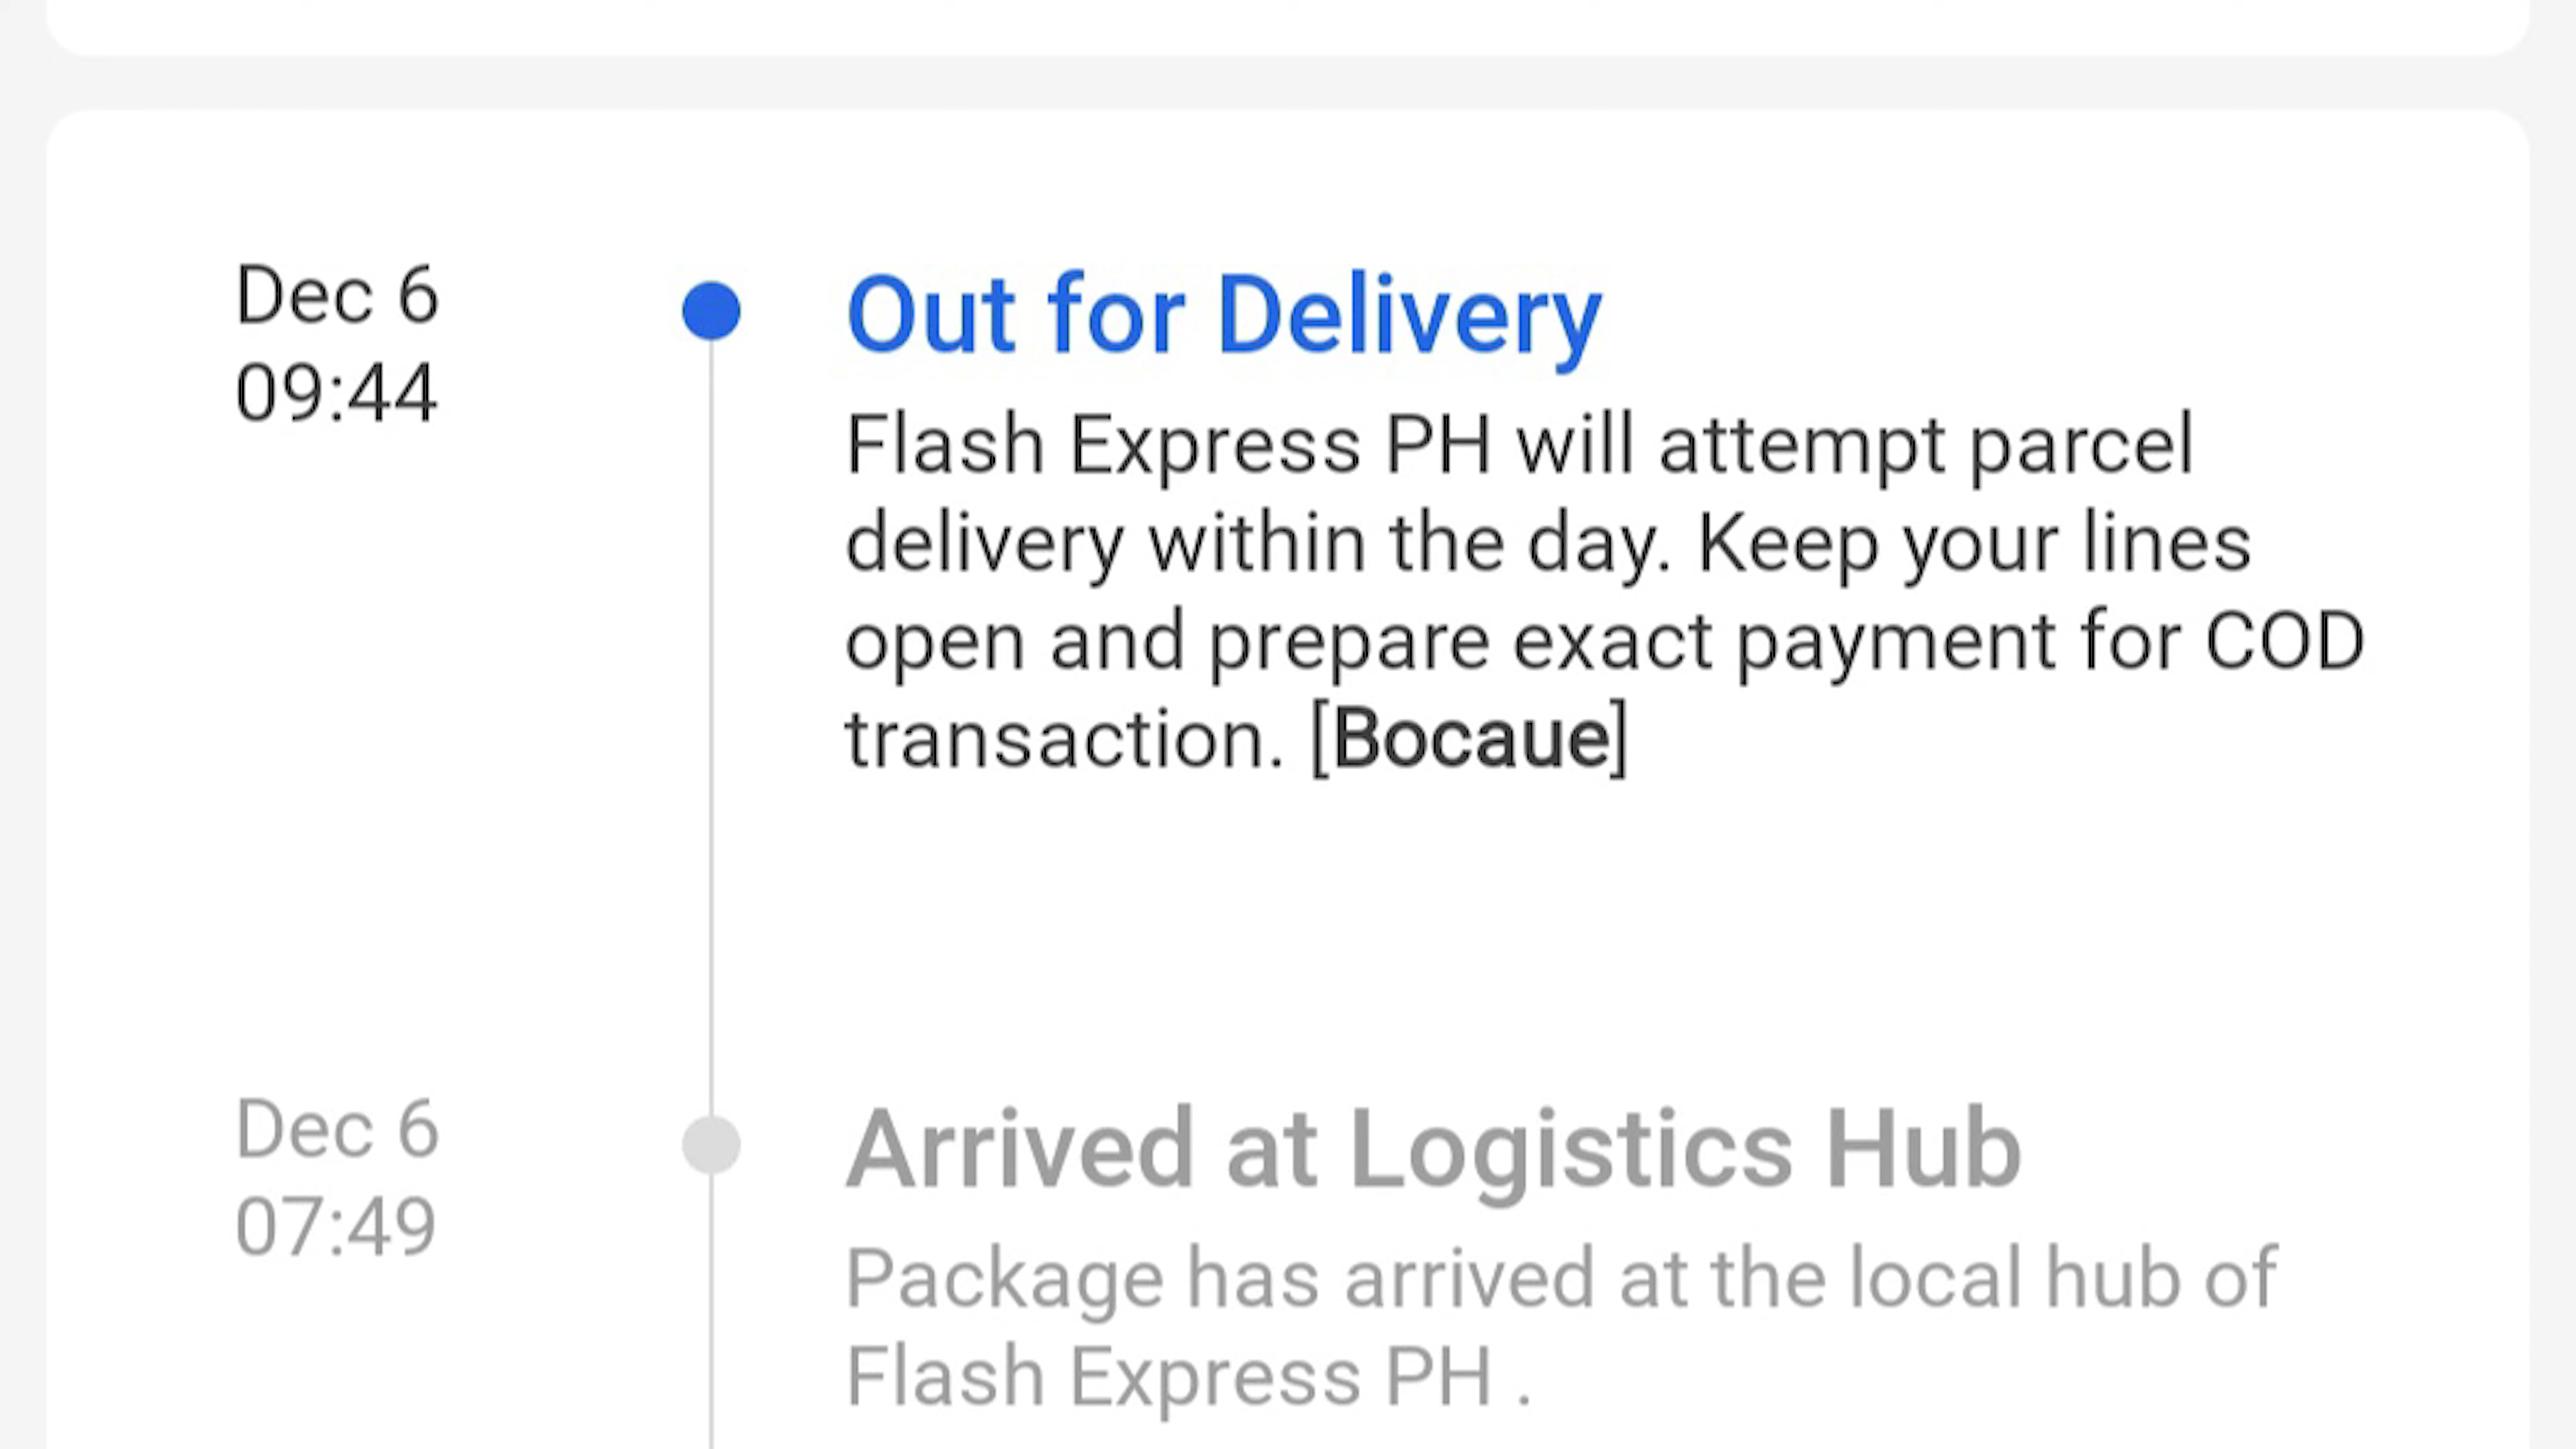 Dec 6
09:44
Out for Delivery
Flash Express PH will attempt parcel
delivery within the day. Keep your lines
open and prepare exact payment for COD
transaction. [Bocaue]
Dec 6
07:49
Arrived at Logistics Hub
Package has arrived at the local hub of
Flash Express PH .